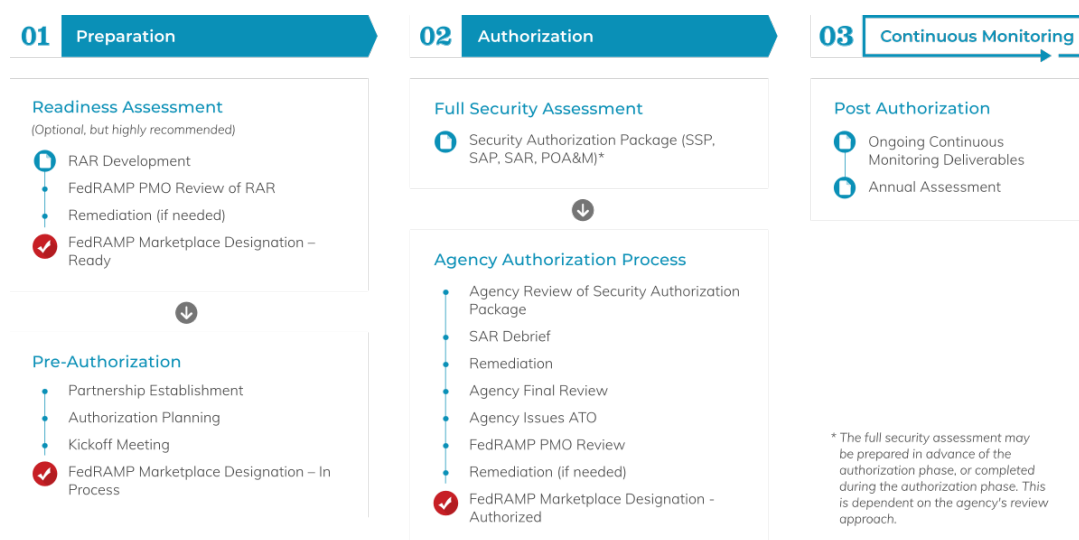 01 Preparation
Readiness Assessment
(Optional, but highly recommended)
RAR Development
FedRAMP PMO Review of RAR
Remediation (if needed)
FedRAMP Marketplace Designation –
Ready
Pre-Authorization
Partnership Establishment
Authorization Planning
Kickoff Meeting
FedRAMP Marketplace Designation – In
Process
02 Authorization
Full Security Assessment
Security Authorization Package (SSP,
SAP, SAR, POA&M)*
Agency Authorization Process
Agency Review of Security Authorization
Package
SAR Debrief
Remediation
Agency Final Review
Agency Issues ATO
FedRAMP PMO Review
Remediation (if needed)
FedRAMP Marketplace Designation -
Authorized
03 Continuous Monitoring
Post Authorization
Ongoing Continuous
Monitoring Deliverables
Annual Assessment
* The full security assessment may
be prepared in advance of the
authorization phase, or completed
during the authorization phase. This
is dependent on the agency's review
approach.